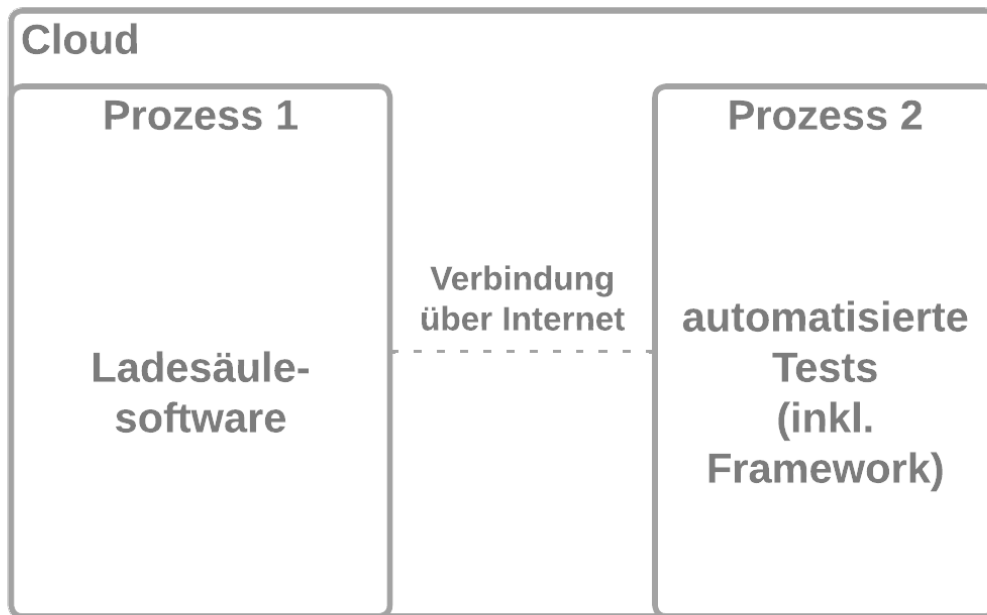 Cloud
Prozess 1
Prozess 2
Verbindung
über Internet
Ladesäule-
software
automatisierte
Tests
(inkl.
Framework)